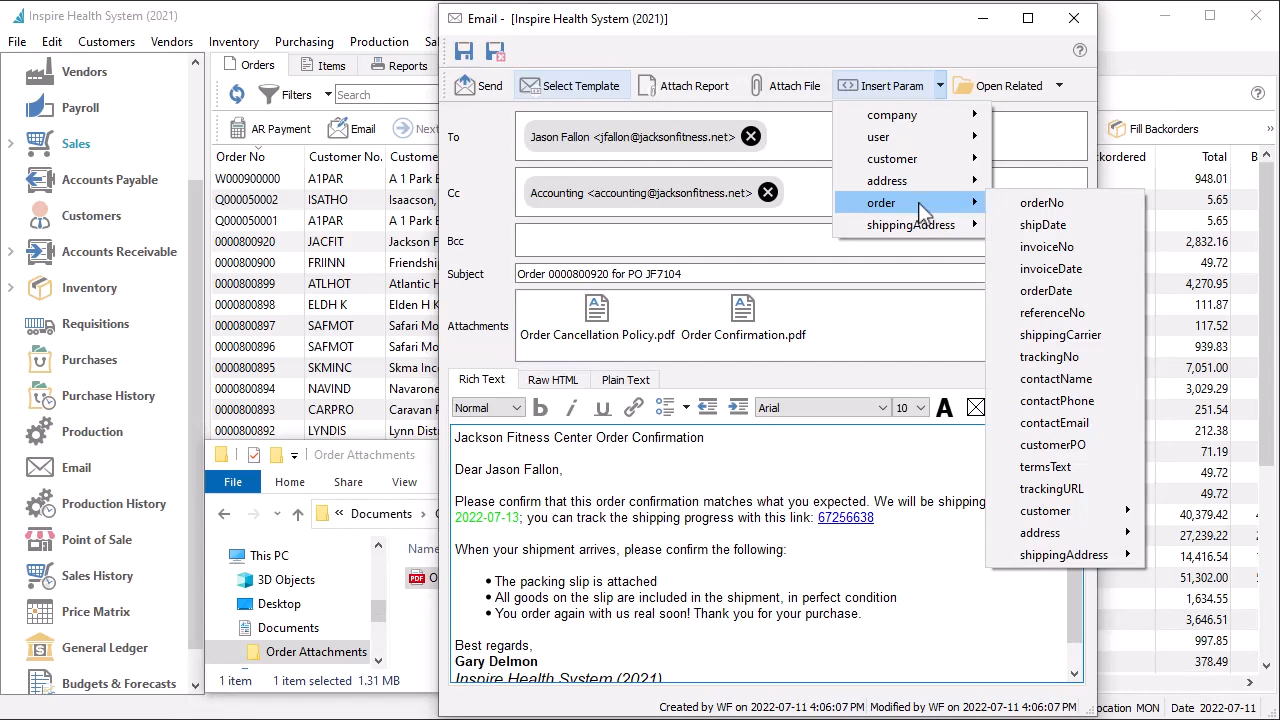 Inspire Health System (2021)
File Edit Customers Vendors Inventory Purchasing Production
Vendors
Payroll
Sales
Accounts Payable
Customers
Accounts Receivable
Inventory
Requisitions
Purchases
Purchase History
Production
Email
Production History
Point of Sale
Sales History
Price Matrix
General Ledger
Budgets & Forecasts
Orders Items Reports
Filters Search
AR Payment Email Next
Order No Customer No. Custome
W000900000 A1PAR A 1 Park E
Q000050002 ISATHO Isaacson,
Q000050001 A1PAR A 1 Park E
0000800920 JACFIT Jackson F
0000800900 FRIINN Friendship
0000800899 ATLHOT Atlantic H
0000800898 ELDH K Elden H K
0000800897 SAFMOT Safari Mo
0000800896 SAFMOT Safari Mo
0000800895 SKMINC Skma Inc
0000800894 NAVIND Navarone
0000800893 CARPRO Caravan P
0000800892 LYNDIS Lynn Distr
Order Attachments
File Home Share View
Documents
This PC
3D Objects
Desktop
Documents
Order Attachments
Name
PDF
1 item 1 item selected 1.31 MB
Email - [Inspire Health System (2021)]
Send Select Template Attach Report Attach File Insert Param Open Related
To Jason Fallon <jfallon@jacksonfitness.net>
Cc Accounting <accounting@jacksonfitness.net>
Bcc
Subject Order 0000800920 for PO JF7104
Attachments Order Cancellation Policy.pdf Order Confirmation.pdf
Rich Text Raw HTML Plain Text
Normal b i U Arial 10 A
Jackson Fitness Center Order Confirmation
Dear Jason Fallon,
Please confirm that this order confirmation matches what you expected. We will be shipping
2022-07-13; you can track the shipping progress with this link: 67256638
When your shipment arrives, please confirm the following:
• The packing slip is attached
• All goods on the slip are included in the shipment, in perfect condition
• You order again with us real soon! Thank you for your purchase.
Best regards,
Gary Delmon
Inspire Health System (2021)
Created by WF on 2022-07-11 4:06:07 PM Modified by WF on 2022-07-11 4:06:07 PM
company
user
customer
address
order
shippingAddress
orderNo
shipDate
invoiceNo
invoiceDate
orderDate
referenceNo
shippingCarrier
trackingNo
contactName
contactPhone
contactEmail
customerPO
termsText
trackingURL
customer
address
shippingAddress
Fill Backorders
ckordered Total B
948.01
5.65
5.65
2,832.16
49.72
4,270.95
111.87
117.52
939.83
7,051.00
3,029.29
251.54
212.38
71.19
49.72
49.72
40,379.42
27,239.22
14,416.54
51,302.00
1,634.55
3,646.51
997.85
378.49
ocation MON Date 2022-07-11